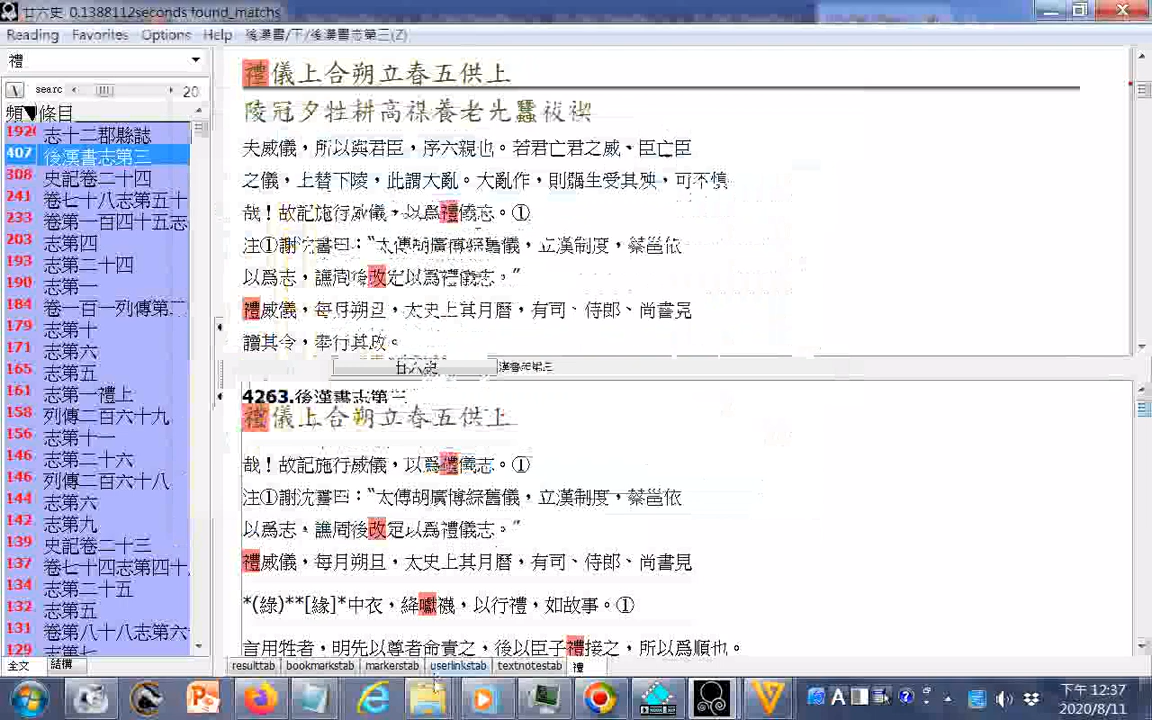 廿六史 0.1388112seconds found_matchs
Reading Favorites Options Help 後漢書/下/後漢書志第三(Z)
禮
searc 20
頻▼條目
1920 志十二郡縣誌
407 後漢書志第三
308 史記卷二十四
241 卷七十八志第五十
233 卷第一百四十五志
203 志第四
193 志第二十四
190 志第一
184 卷一百一列傳第二
179 志第十
171 志第六
165 志第五
161 志第一禮上
158 列傳二百六十九
156 志第十一
146 志第二十六
146 列傳二百六十八
144 志第六
142 志第九
139 史記卷二十三
137 卷七十四志第四十
134 志第二十五
132 志第五
131 卷第八十八志第六
129 志第七
全文 結構
禮儀上合朔立春五供上
陵冠夕牲耕高禖養老先蠶祓禊
夫威儀，所以與君臣，序六親也。若君亡君之威、臣亡臣
之儀，上替下陵，此謂大亂。大亂作，則羣生受其殃，可不慎
哉！故記施行威儀，以爲禮儀志。①
注①謝沈書曰：“太傅胡廣博綜舊儀，立漢制度，蔡邕依
以爲志，譙周後改定以爲禮儀志。”
禮威儀，每月朔旦，太史上其月曆，有司、侍郎、尚書見
讀其令，奉行其政。
廿六史 漢書志第三
4263.後漢書志第三
禮儀上合朔立春五供上
哉！故記施行威儀，以爲禮儀志。①
注①謝沈書曰：“太傅胡廣博綜舊儀，立漢制度，蔡邕依
以爲志，譙周後改定以爲禮儀志。”
禮威儀，每月朔旦，太史上其月曆，有司、侍郎、尚書見
*(綠)**[緣]*中衣，絳襪，以行禮，如故事。①
言用牲者，明先以尊者命責之，後以臣子禮接之，所以爲順也。
resulttab bookmarkstab markerstab userlinkstab textnotestab 禮
下午 12:37
2020/8/11